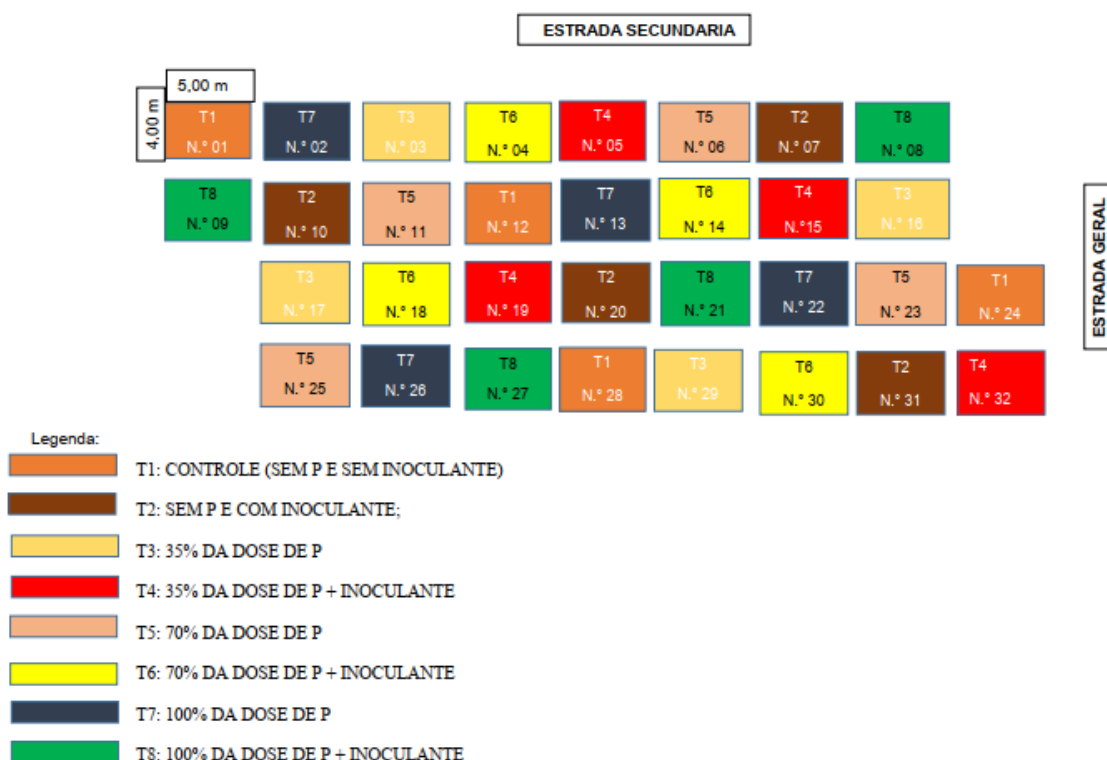 ESTRADA SECUNDARIA
5,00 m
4,00 m
T1 T7 T3 T6 T4 T5 T2 T8
N.° 01 N.° 02 N.° 03 N.° 04 N.° 05 N.° 06 N.° 07 N.° 08
T8 T2 T5 T1 T7 T6 T4 T3
N.° 09 N.° 10 N.° 11 N.° 12 N.° 13 N.° 14 N.°15 N.° 16
T3 T6 T4 T2 T8 T7 T5 T1
N.° 17 N.° 18 N.° 19 N.° 20 N.° 21 N.° 22 N.° 23 N.° 24
T5 T7 T8 T1 T3 T6 T2 T4
N.° 25 N.° 26 N.° 27 N.° 28 N.° 29 N.° 30 N.° 31 N.° 32
ESTRADA GERAL
Legenda:
T1: CONTROLE (SEM P E SEM INOCULANTE)
T2: SEM P E COM INOCULANTE;
T3: 35% DA DOSE DE P
T4: 35% DA DOSE DE P + INOCULANTE
T5: 70% DA DOSE DE P
T6: 70% DA DOSE DE P + INOCULANTE
T7: 100% DA DOSE DE P
T8: 100% DA DOSE DE P + INOCULANTE